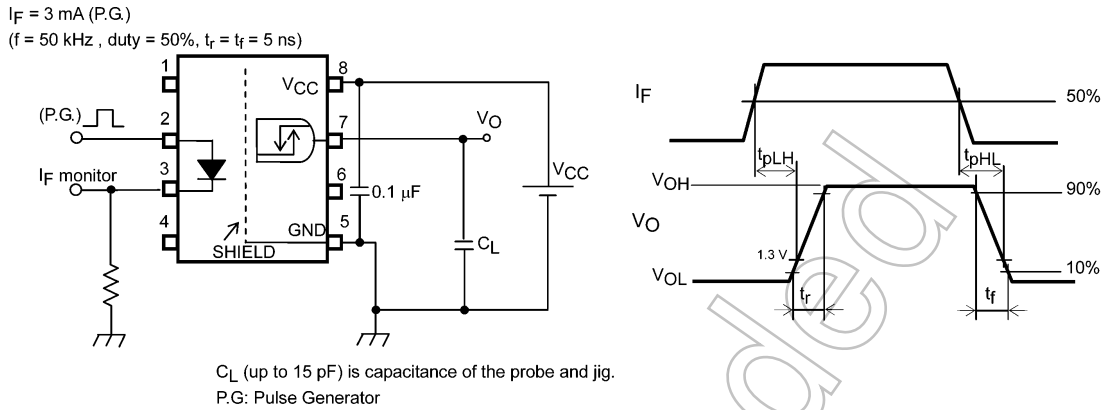 IF = 3 mA (P.G.)
(f = 50 kHz , duty = 50%, tr = tf = 5 ns)
1
8
VCC
(P.G.)
2
7
VO
IF monitor
3
6
0.1 μF
VCC
4
5
GND
SHIELD
CL
CL (up to 15 pF) is capacitance of the probe and jig.
P.G: Pulse Generator
IF
50%
tpLH
tpHL
VOH
90%
VO
1.3 V
VOL
10%
tr
tf
ded